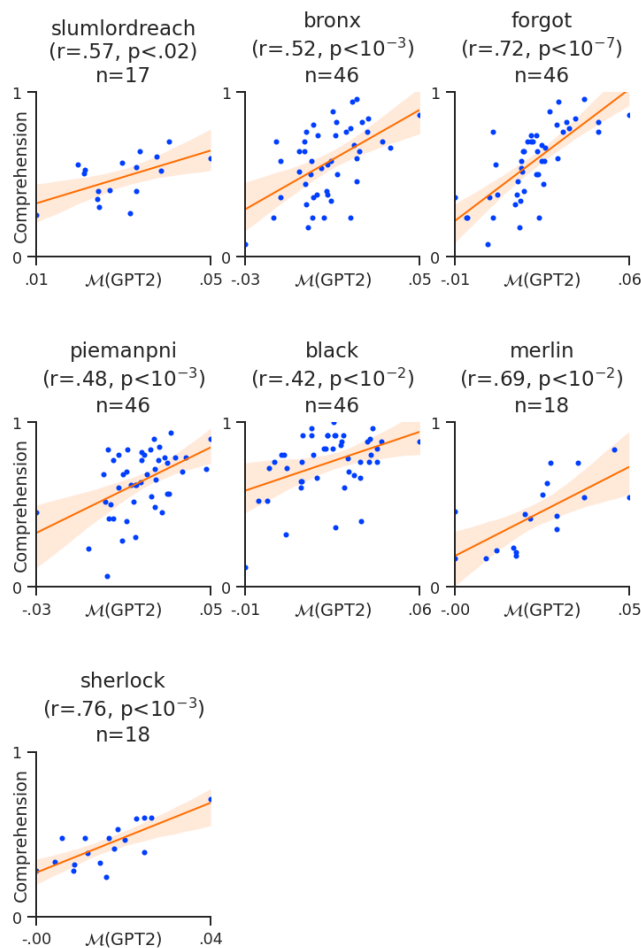 slumlordreach
(r=.57, p<.02)
n=17
bronx
(r=.52, p<10⁻³)
n=46
forgot
(r=.72, p<10⁻⁷)
n=46
Comprehension
1
0
.01
ℳ(GPT2)
.05
1
0
-.03
ℳ(GPT2)
.05
1
0
-.01
ℳ(GPT2)
.06
piemanpni
(r=.48, p<10⁻³)
n=46
black
(r=.42, p<10⁻²)
n=46
merlin
(r=.69, p<10⁻²)
n=18
Comprehension
1
0
-.03
ℳ(GPT2)
.05
1
0
-.01
ℳ(GPT2)
.06
1
0
-.00
ℳ(GPT2)
.05
sherlock
(r=.76, p<10⁻³)
n=18
Comprehension
1
0
-.00
ℳ(GPT2)
.04